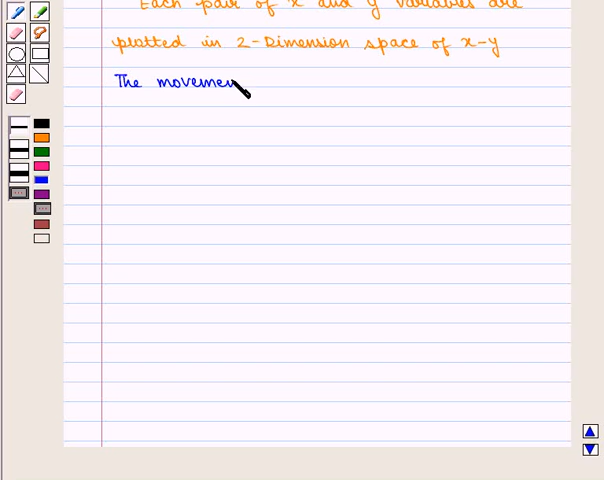 Each pair of x and y variables are
plotted in 2-Dimension space of x-y
The movemen